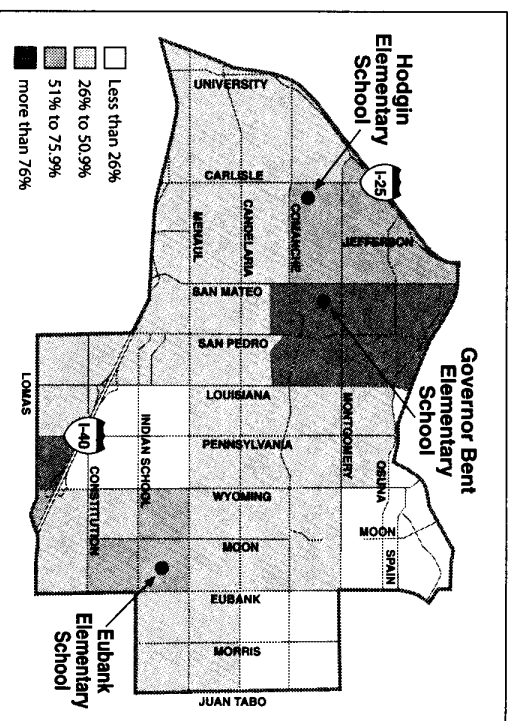 Hodgin
Elementary
School
Governor Bent
Elementary
School
Eubank
Elementary
School
I-25
I-40
UNIVERSITY
CARLISLE
SAN MATEO
SAN PEDRO
LOUISIANA
PENNSYLVANIA
WYOMING
MOON
EUBANK
MORRIS
JUAN TABO
MENAUL
CANDELARIA
COMANCHE
JEFFERSON
MONTGOMERY
OSUNA
MOON
SPAIN
INDIAN SCHOOL
CONSTITUTION
LOMAS
Less than 26%
26% to 50.9%
51% to 75.9%
more than 76%